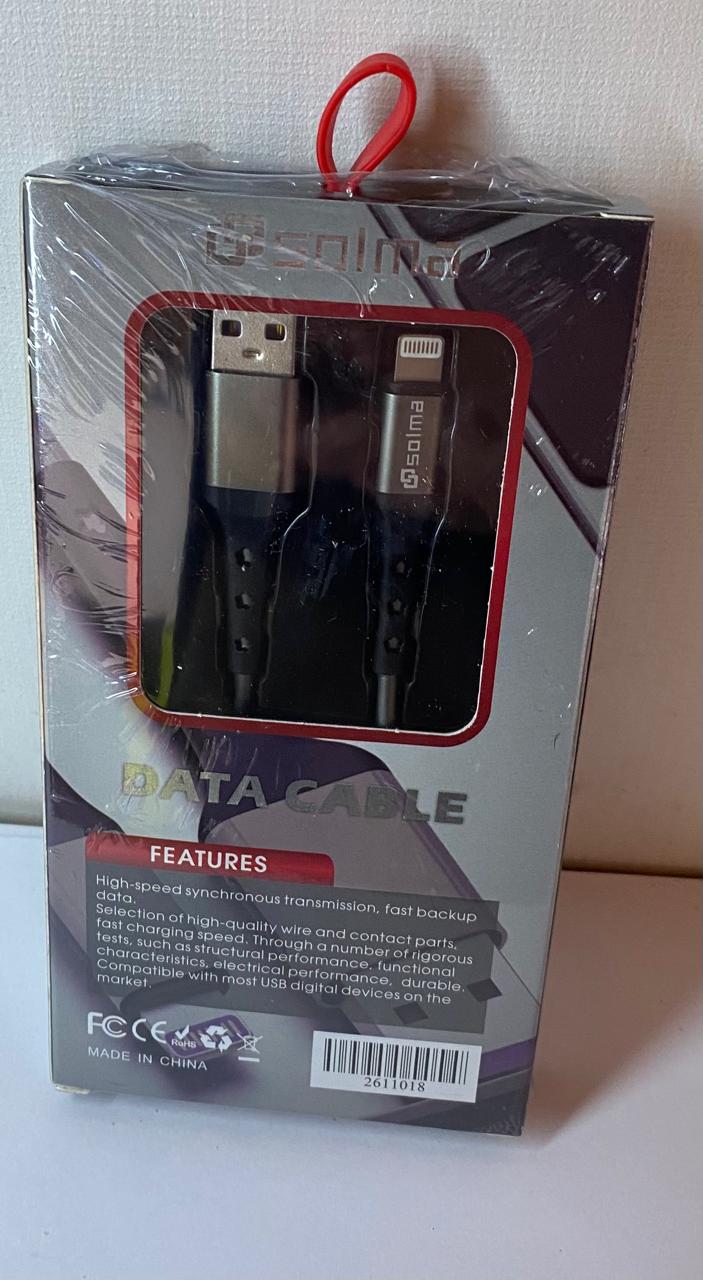 solma
solma
DATA CABLE
FEATURES
High-speed synchronous transmission, fast backup
data.
Selection of high-quality wire and contact parts,
fast charging speed. Through a number of rigorous
tests, such as structural performance, functional
characteristics, electrical performance, durable.
Compatible with most USB digital devices on the
market.
FC CE RoHS
MADE IN CHINA
2611018